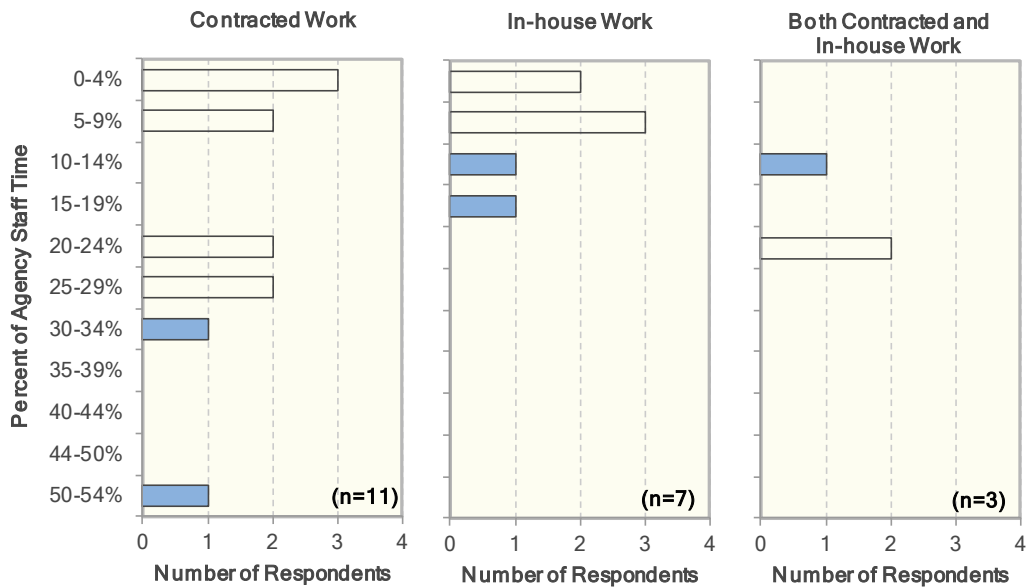 Contracted Work
In-house Work
Both Contracted and
In-house Work
Percent of Agency Staff Time
0-4%
5-9%
10-14%
15-19%
20-24%
25-29%
30-34%
35-39%
40-44%
44-50%
50-54%
(n=11)
(n=7)
(n=3)
0 1 2 3 4
0 1 2 3 4
0 1 2 3 4
Number of Respondents
Number of Respondents
Number of Respondents